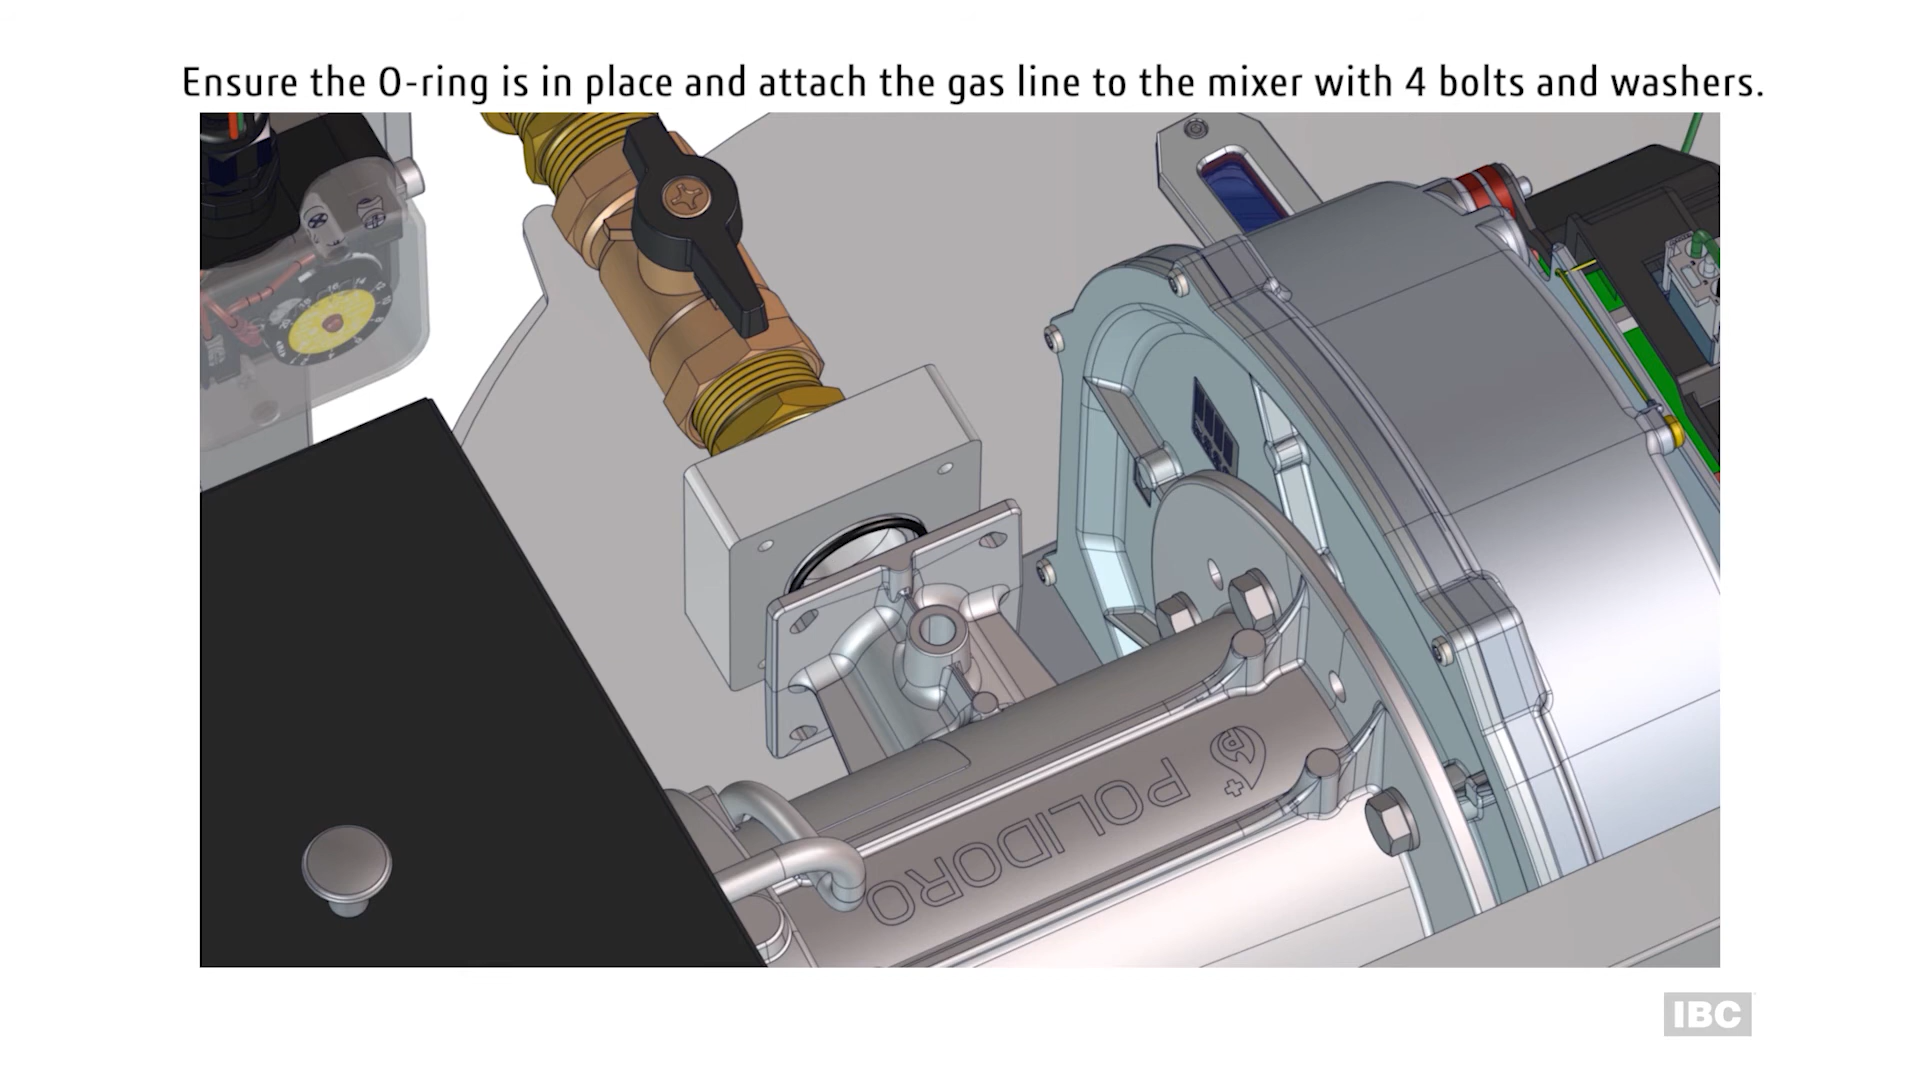 Ensure the O-ring is in place and attach the gas line to the mixer with 4 bolts and washers.
POLIDORO
IBC